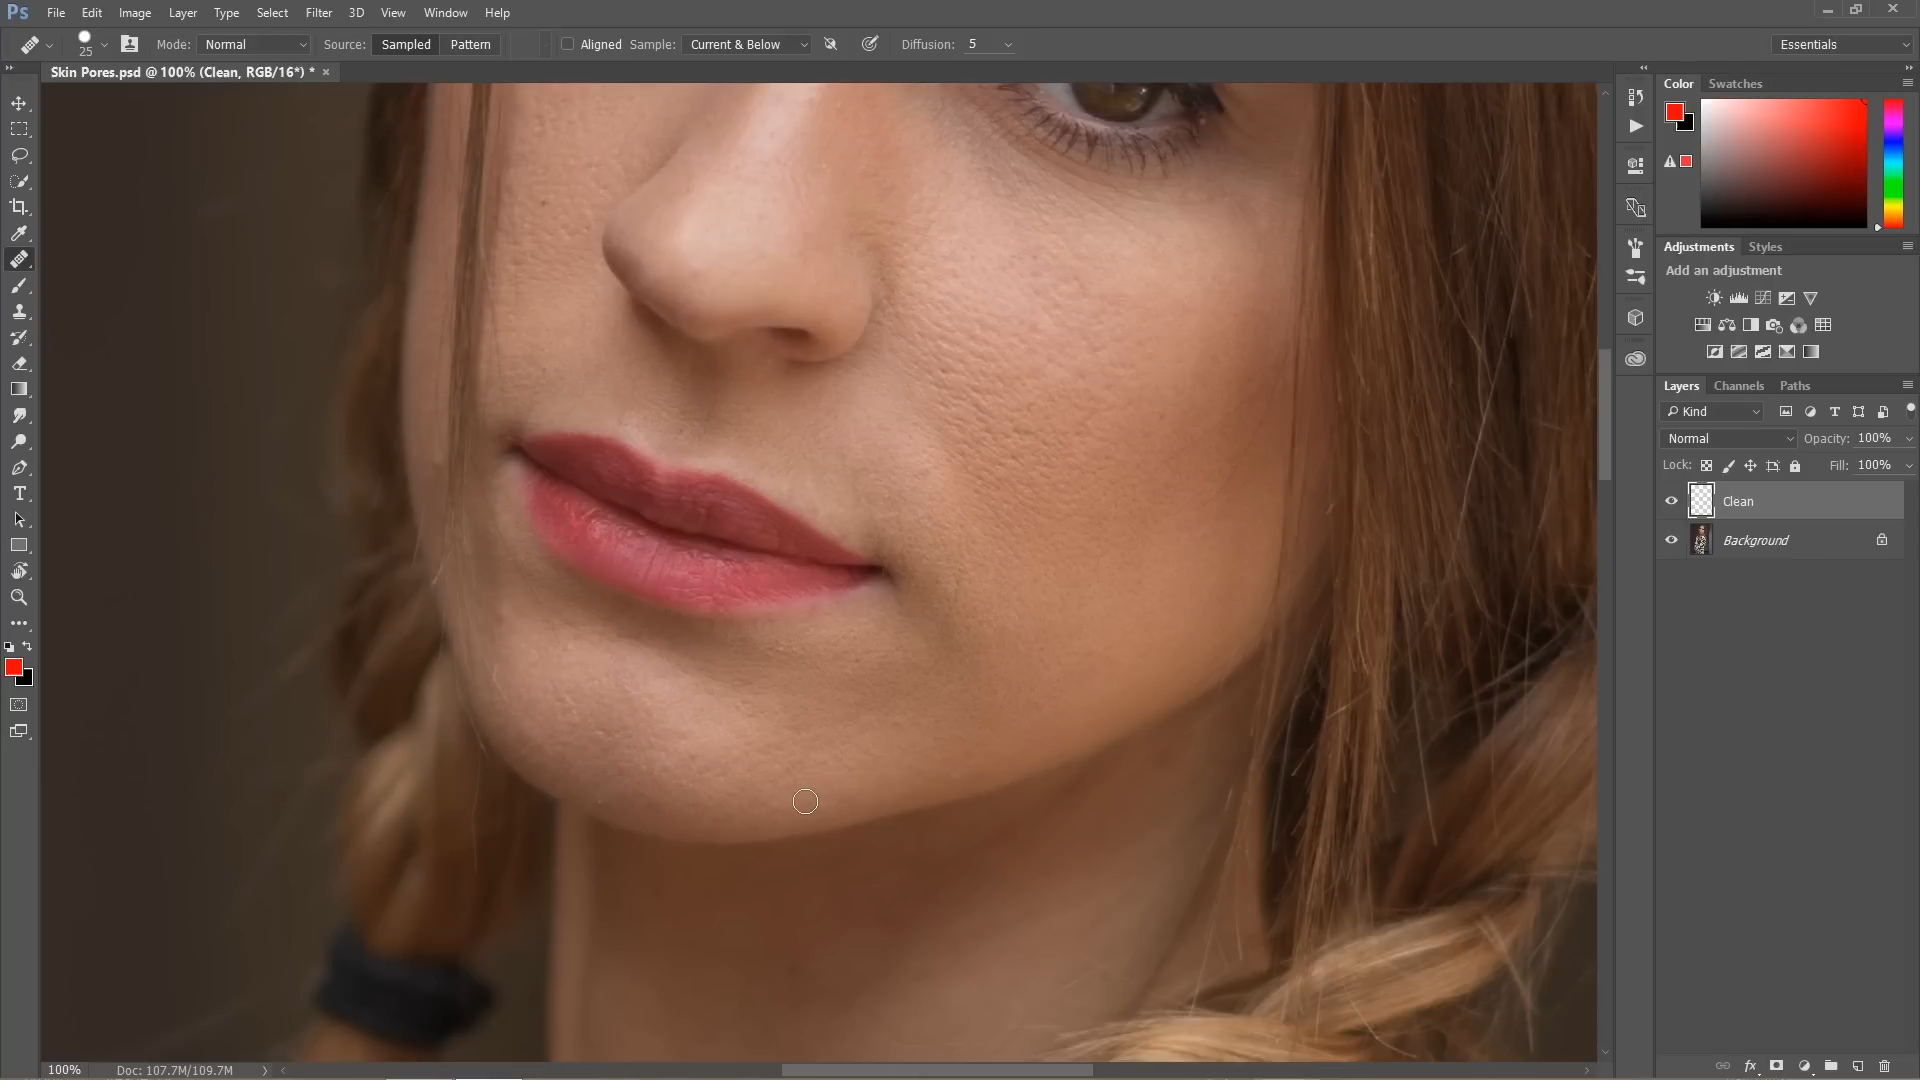 Ps File Edit Image Layer Type Select Filter 3D View Window Help
25 Mode: Normal Source: Sampled Pattern Aligned Sample: Current & Below Diffusion: 5 Essentials
Skin Pores.psd @ 100% (Clean, RGB/16*) * ×
Color Swatches
Adjustments Styles
Add an adjustment
Layers Channels Paths
Kind
Normal Opacity: 100%
Lock: Fill: 100%
Clean
Background
100% Doc: 107.7M/109.7M